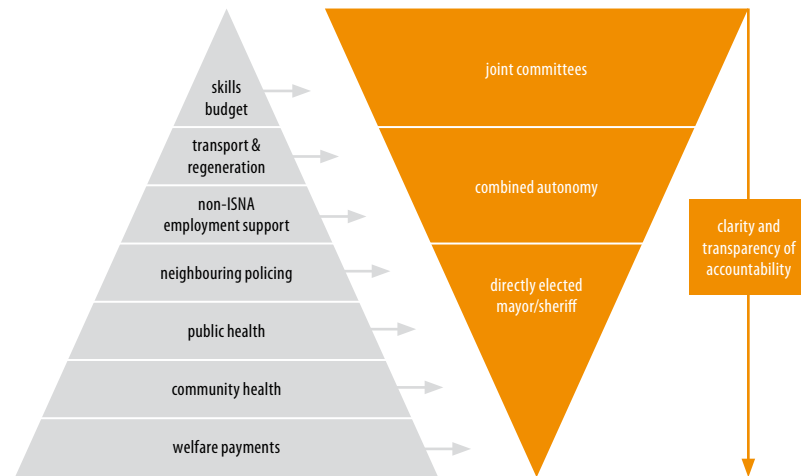 skills
budget
transport &
regeneration
non-ISNA
employment support
neighbouring policing
public health
community health
welfare payments
joint committees
combined autonomy
directly elected
mayor/sheriff
clarity and
transparency of
accountability